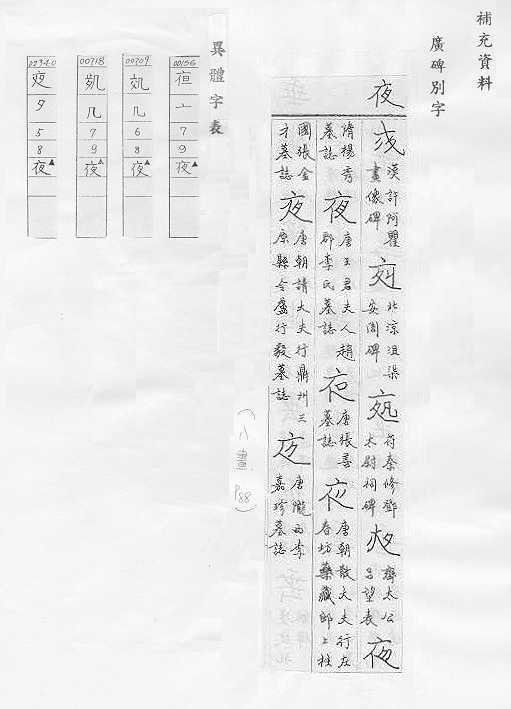 補充資料
廣碑別字
夜
漢許阿瞿畫像碑
北涼沮渠安周碑
苻秦修鄧太尉祠碑
齊太公呂望表
夜
隋楊秀墓誌
夜
唐王君夫人趙郡李氏墓誌
唐張善墓誌
唐朝散大夫行左春坊藥藏郎上柱
國張金才墓誌
夜
唐朝請大夫行鼎州三原縣令盧行毅墓誌
唐隴西李嘉珍墓誌
(八畫 P88)
異體字表
00156
亠
7
9
夜▲
00709
几
6
8
夜▲
00718
几
7
9
夜▲
夕
5
8
夜▲